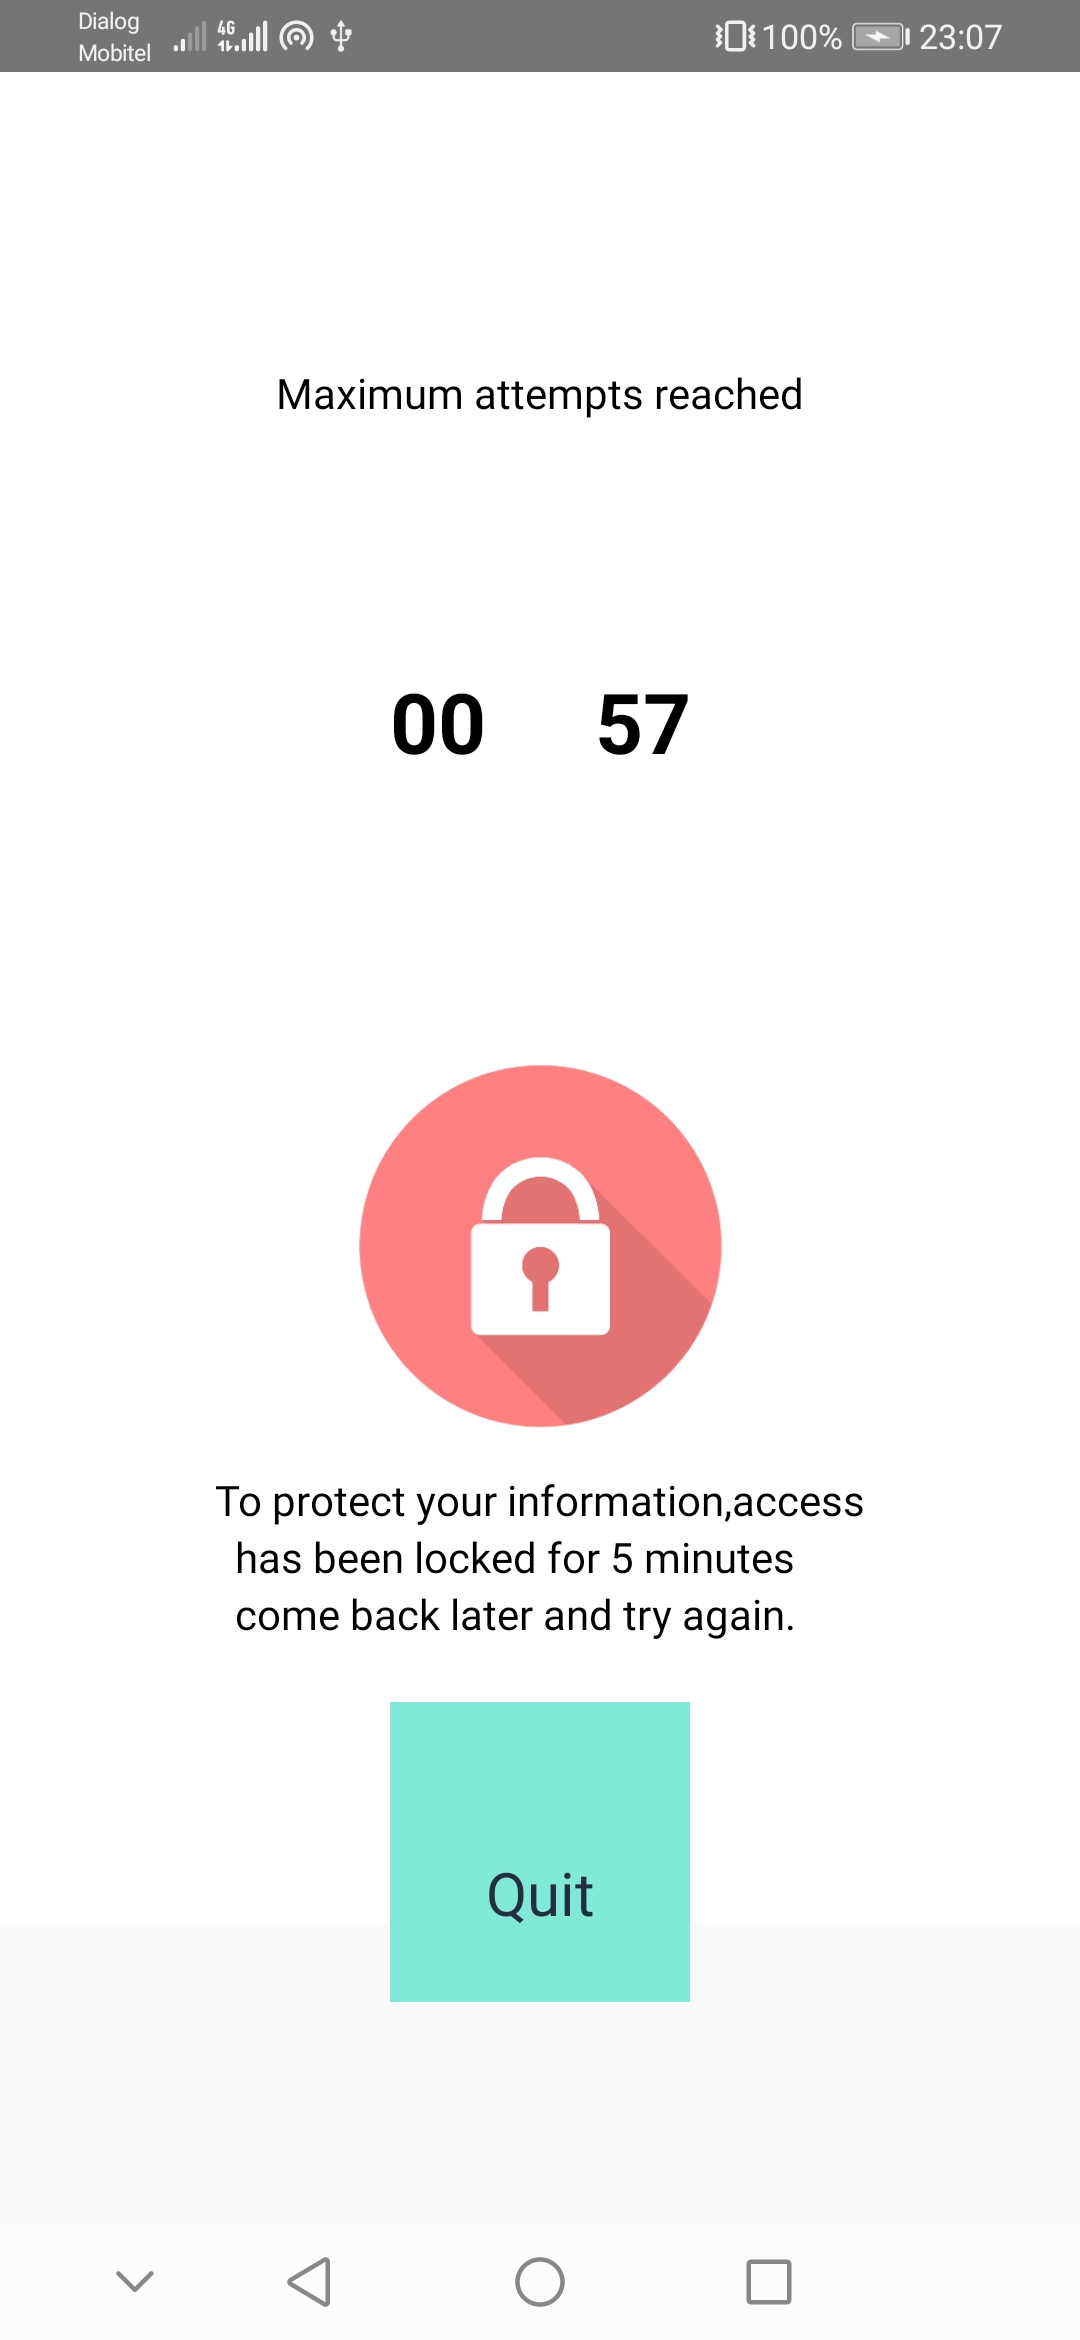 Dialog
Mobitel
4G
100%
23:07
Maximum attempts reached
00 57
To protect your information,access
has been locked for 5 minutes
come back later and try again.
Quit